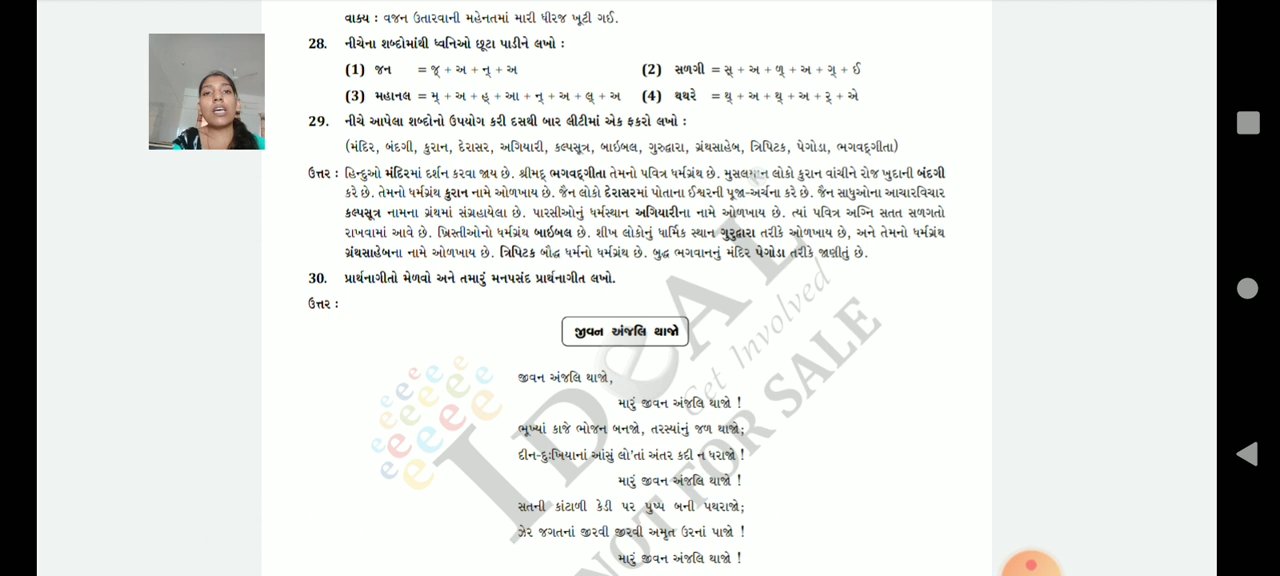 વાક્ય : વજન ઉતારવાની મહેનતમાં મારી ધીરજ ખૂટી ગઈ.
28. નીચેના શબ્દોમાંથી ધ્વનિઓ છૂટા પાડીને લખો :
(1) જન = જ્ + અ + ન્ + અ (2) સળગી = સ્ + અ + ળ્ + અ + ગ્ + ઈ
(3) મહાનલ = મ્ + અ + હ્ + આ + ન્ + અ + લ્ + અ (4) થથરે = થ્ + અ + થ્ + અ + ર્ + એ
29. નીચે આપેલા શબ્દોનો ઉપયોગ કરી દસથી બાર લીટીમાં એક ફકરો લખો :
(મંદિર, બંદગી, કુરાન, દેરાસર, અગિયારી, કલ્પસૂત્ર, બાઇબલ, ગુરુદ્વારા, ગ્રંથસાહેબ, ત્રિપિટક, પેગોડા, ભગવદ્ગીતા)
ઉત્તર : હિન્દુઓ મંદિરમાં દર્શન કરવા જાય છે. શ્રીમદ્ ભગવદ્ગીતા તેમનો પવિત્ર ધર્મગ્રંથ છે. મુસલમાન લોકો કુરાન વાંચીને રોજ ખુદાની બંદગી
કરે છે. તેમનો ધર્મગ્રંથ કુરાન નામે ઓળખાય છે. જૈન લોકો દેરાસરમાં પોતાના ઈશ્વરની પૂજા-અર્ચના કરે છે. જૈન સાધુઓના આચારવિચાર
કલ્પસૂત્ર નામના ગ્રંથમાં સંગ્રહાયેલા છે. પારસીઓનું ધર્મસ્થાન અગિયારીના નામે ઓળખાય છે. ત્યાં પવિત્ર અગ્નિ સતત સળગતો
રાખવામાં આવે છે. ખ્રિસ્તીઓનો ધર્મગ્રંથ બાઇબલ છે. શીખ લોકોનું ધાર્મિક સ્થાન ગુરુદ્વારા તરીકે ઓળખાય છે, અને તેમનો ધર્મગ્રંથ
ગ્રંથસાહેબના નામે ઓળખાય છે. ત્રિપિટક બૌદ્ધ ધર્મનો ધર્મગ્રંથ છે. બુદ્ધ ભગવાનનું મંદિર પેગોડા તરીકે જાણીતું છે.
30. પ્રાર્થનાગીતો મેળવો અને તમારું મનપસંદ પ્રાર્થનાગીત લખો.
ઉત્તર :
જીવન અંજલિ થાજો
જીવન અંજલિ થાજો,
મારું જીવન અંજલિ થાજો !
ભૂખ્યાં કાજે ભોજન બનજો, તરસ્યાંનું જળ થાજો;
દીન-દુઃખિયાનાં આંસું લો'તાં અંતર કદી ન ધરાજો !
મારું જીવન અંજલિ થાજો !
સતની કાંટાળી કેડી પર પુષ્પ બની પથરાજો;
ઝેર જગતનાં જીરવી જીરવી અમૃત ઉરનાં પાજો !
મારું જીવન અંજલિ થાજો !
IDeAL
Get Involved
NOT FOR SALE